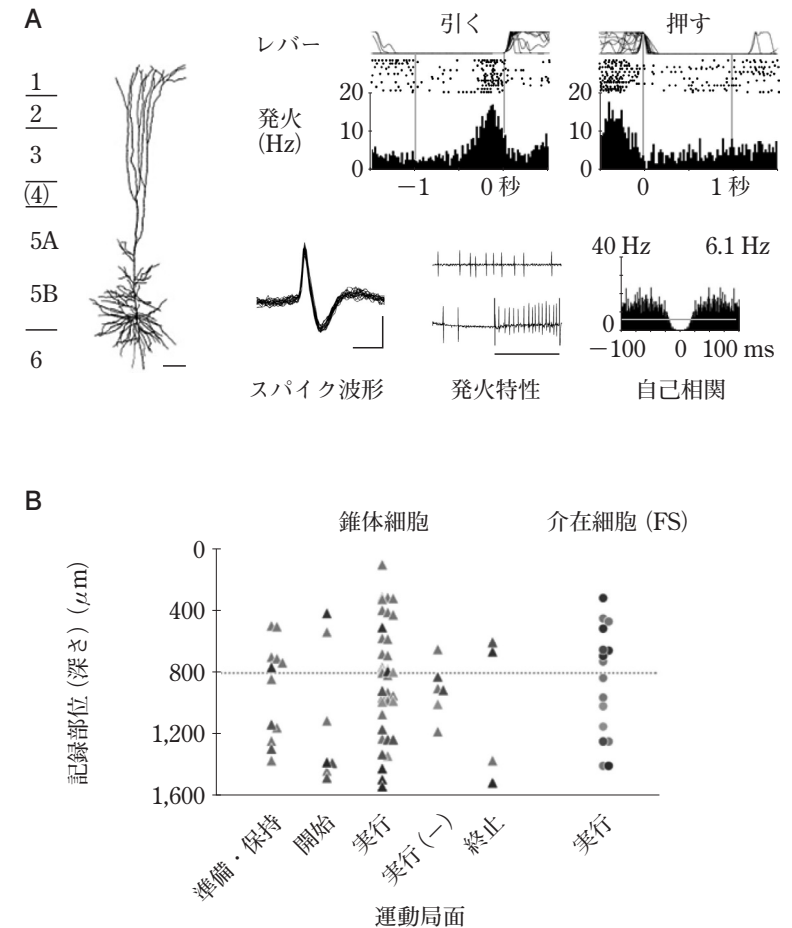 A
レバー
引く
押す
1
2
3
(4)
5A
5B
6
発火
(Hz)
20
10
0
−1
0 秒
20
10
0
0
1 秒
40 Hz
6.1 Hz
0
−100
0
100 ms
スパイク波形
発火特性
自己相関
B
錐体細胞
介在細胞 (FS)
記録部位 (深さ) (μm)
0
400
800
1,200
1,600
準備・保持
開始
実行
実行 (−)
終止
実行
運動局面